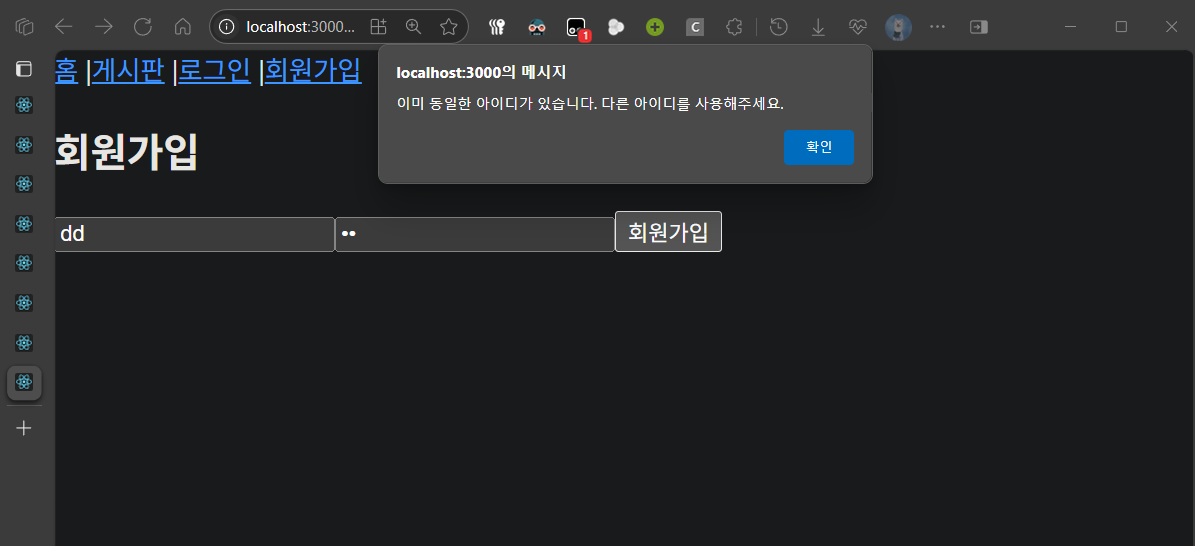 localhost:3000...
1
C
홈 |게시판 |로그인 |회원가입
localhost:3000의 메시지
이미 동일한 아이디가 있습니다. 다른 아이디를 사용해주세요.
확인
회원가입
dd
회원가입